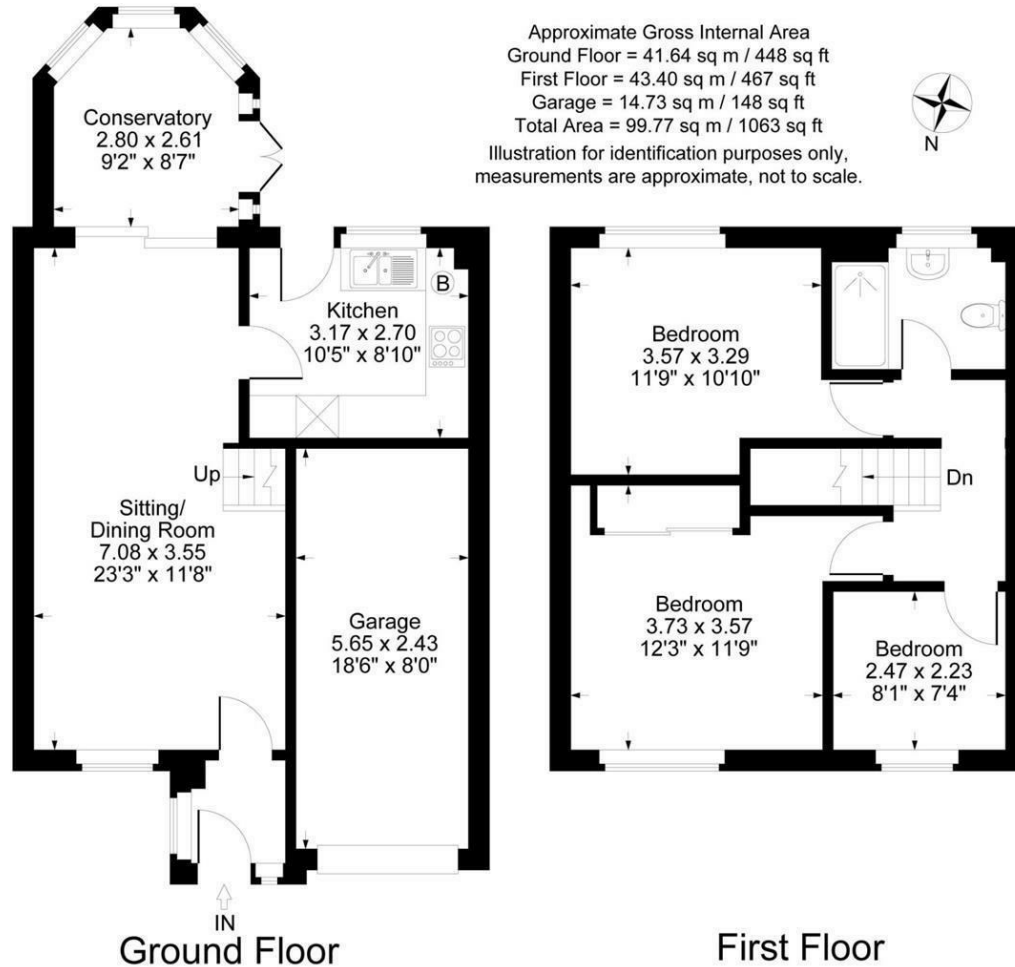 Approximate Gross Internal Area
Ground Floor = 41.64 sq m / 448 sq ft
First Floor = 43.40 sq m / 467 sq ft
Garage = 14.73 sq m / 148 sq ft
Total Area = 99.77 sq m / 1063 sq ft
Illustration for identification purposes only,
measurements are approximate, not to scale.
N
Conservatory
2.80 x 2.61
9'2" x 8'7"
Kitchen
3.17 x 2.70
10'5" x 8'10"
B
Up
Sitting/
Dining Room
7.08 x 3.55
23'3" x 11'8"
Garage
5.65 x 2.43
18'6" x 8'0"
IN
Ground Floor
Bedroom
3.57 x 3.29
11'9" x 10'10"
Dn
Bedroom
3.73 x 3.57
12'3" x 11'9"
Bedroom
2.47 x 2.23
8'1" x 7'4"
First Floor